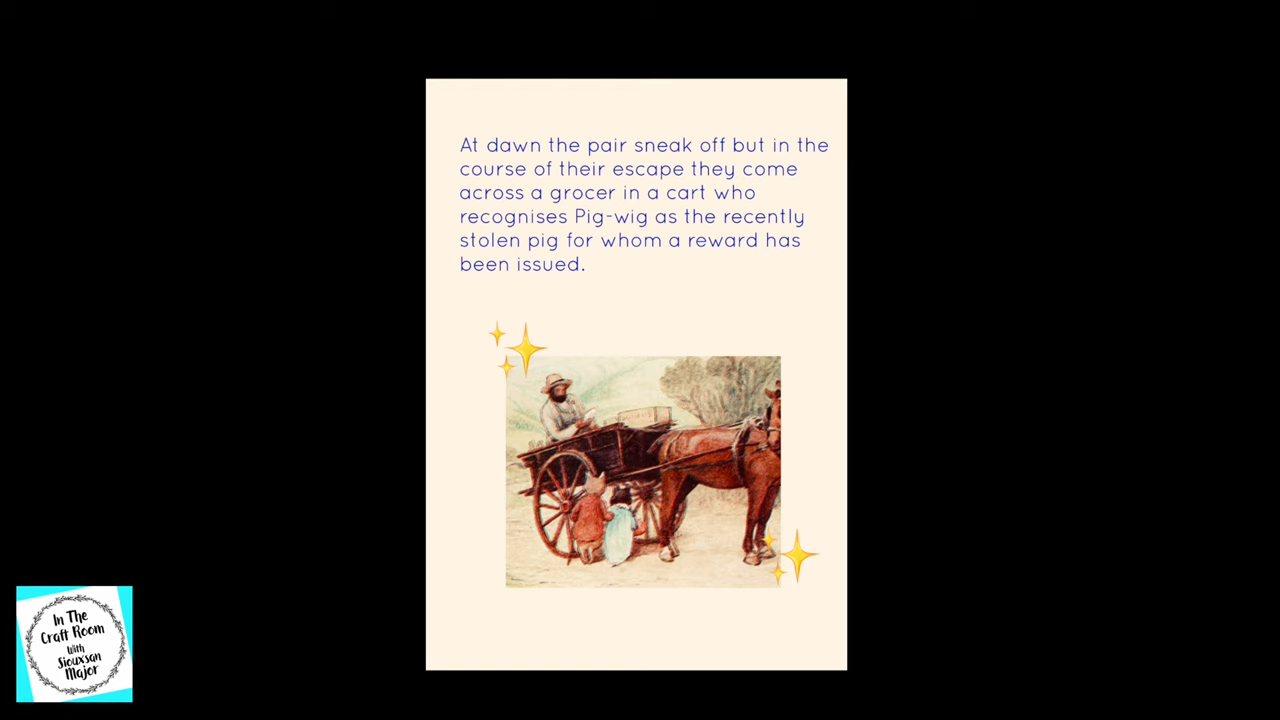 At dawn the pair sneak off but in the
course of their escape they come
across a grocer in a cart who
recognises Pig-wig as the recently
stolen pig for whom a reward has
been issued.
In The
Craft Room
With
Siouxsan
Major